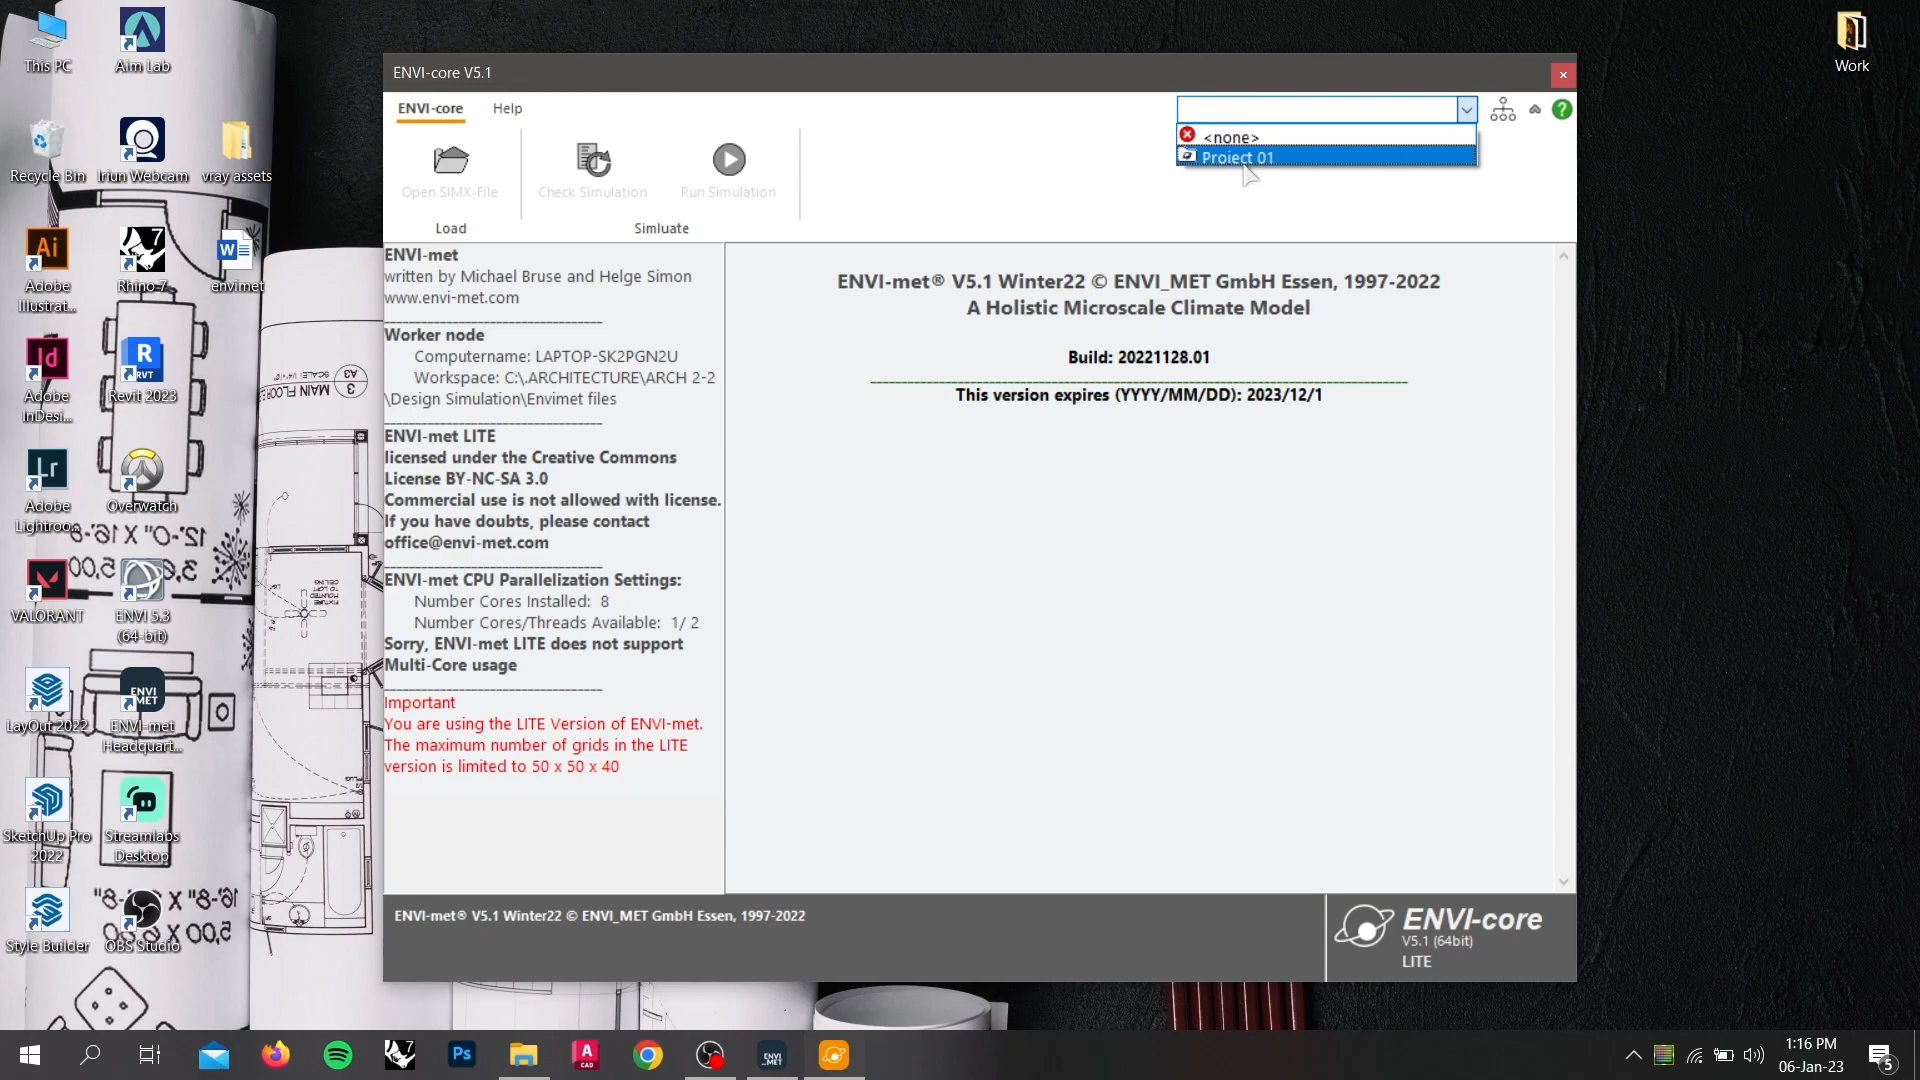 This PC
Aim Lab
Recycle Bin
Iriun Webcam
vray assets
Adobe
Illustrat...
Rhino 7
envimet
Adobe
InDesi...
Revit 2023
Adobe
Lightroo...
Overwatch
VALORANT
ENVI 5.3
(64-bit)
LayOut 2022
ENVI-met
Headquart...
SketchUp Pro
2022
Streamlabs
Desktop
Style Builder
OBS Studio
Work
ENVI-core V5.1
ENVI-core
Help
<none>
Project 01
Open SIMX-File
Check Simulation
Run Simulation
Load
Simluate
ENVI-met
written by Michael Bruse and Helge Simon
www.envi-met.com
Worker node
Computername: LAPTOP-SK2PGN2U
Workspace: C:\.ARCHITECTURE\ARCH 2-2
\Design Simulation\Envimet files
ENVI-met LITE
licensed under the Creative Commons
License BY-NC-SA 3.0
Commercial use is not allowed with license.
If you have doubts, please contact
office@envi-met.com
ENVI-met CPU Parallelization Settings:
Number Cores Installed: 8
Number Cores/Threads Available: 1/ 2
Sorry, ENVI-met LITE does not support
Multi-Core usage
Important
You are using the LITE Version of ENVI-met.
The maximum number of grids in the LITE
version is limited to 50 x 50 x 40
ENVI-met® V5.1 Winter22 © ENVI_MET GmbH Essen, 1997-2022
A Holistic Microscale Climate Model
Build: 20221128.01
This version expires (YYYY/MM/DD): 2023/12/1
ENVI-met® V5.1 Winter22 © ENVI_MET GmbH Essen, 1997-2022
ENVI-core
V5.1 (64bit)
LITE
1:16 PM
06-Jan-23
5